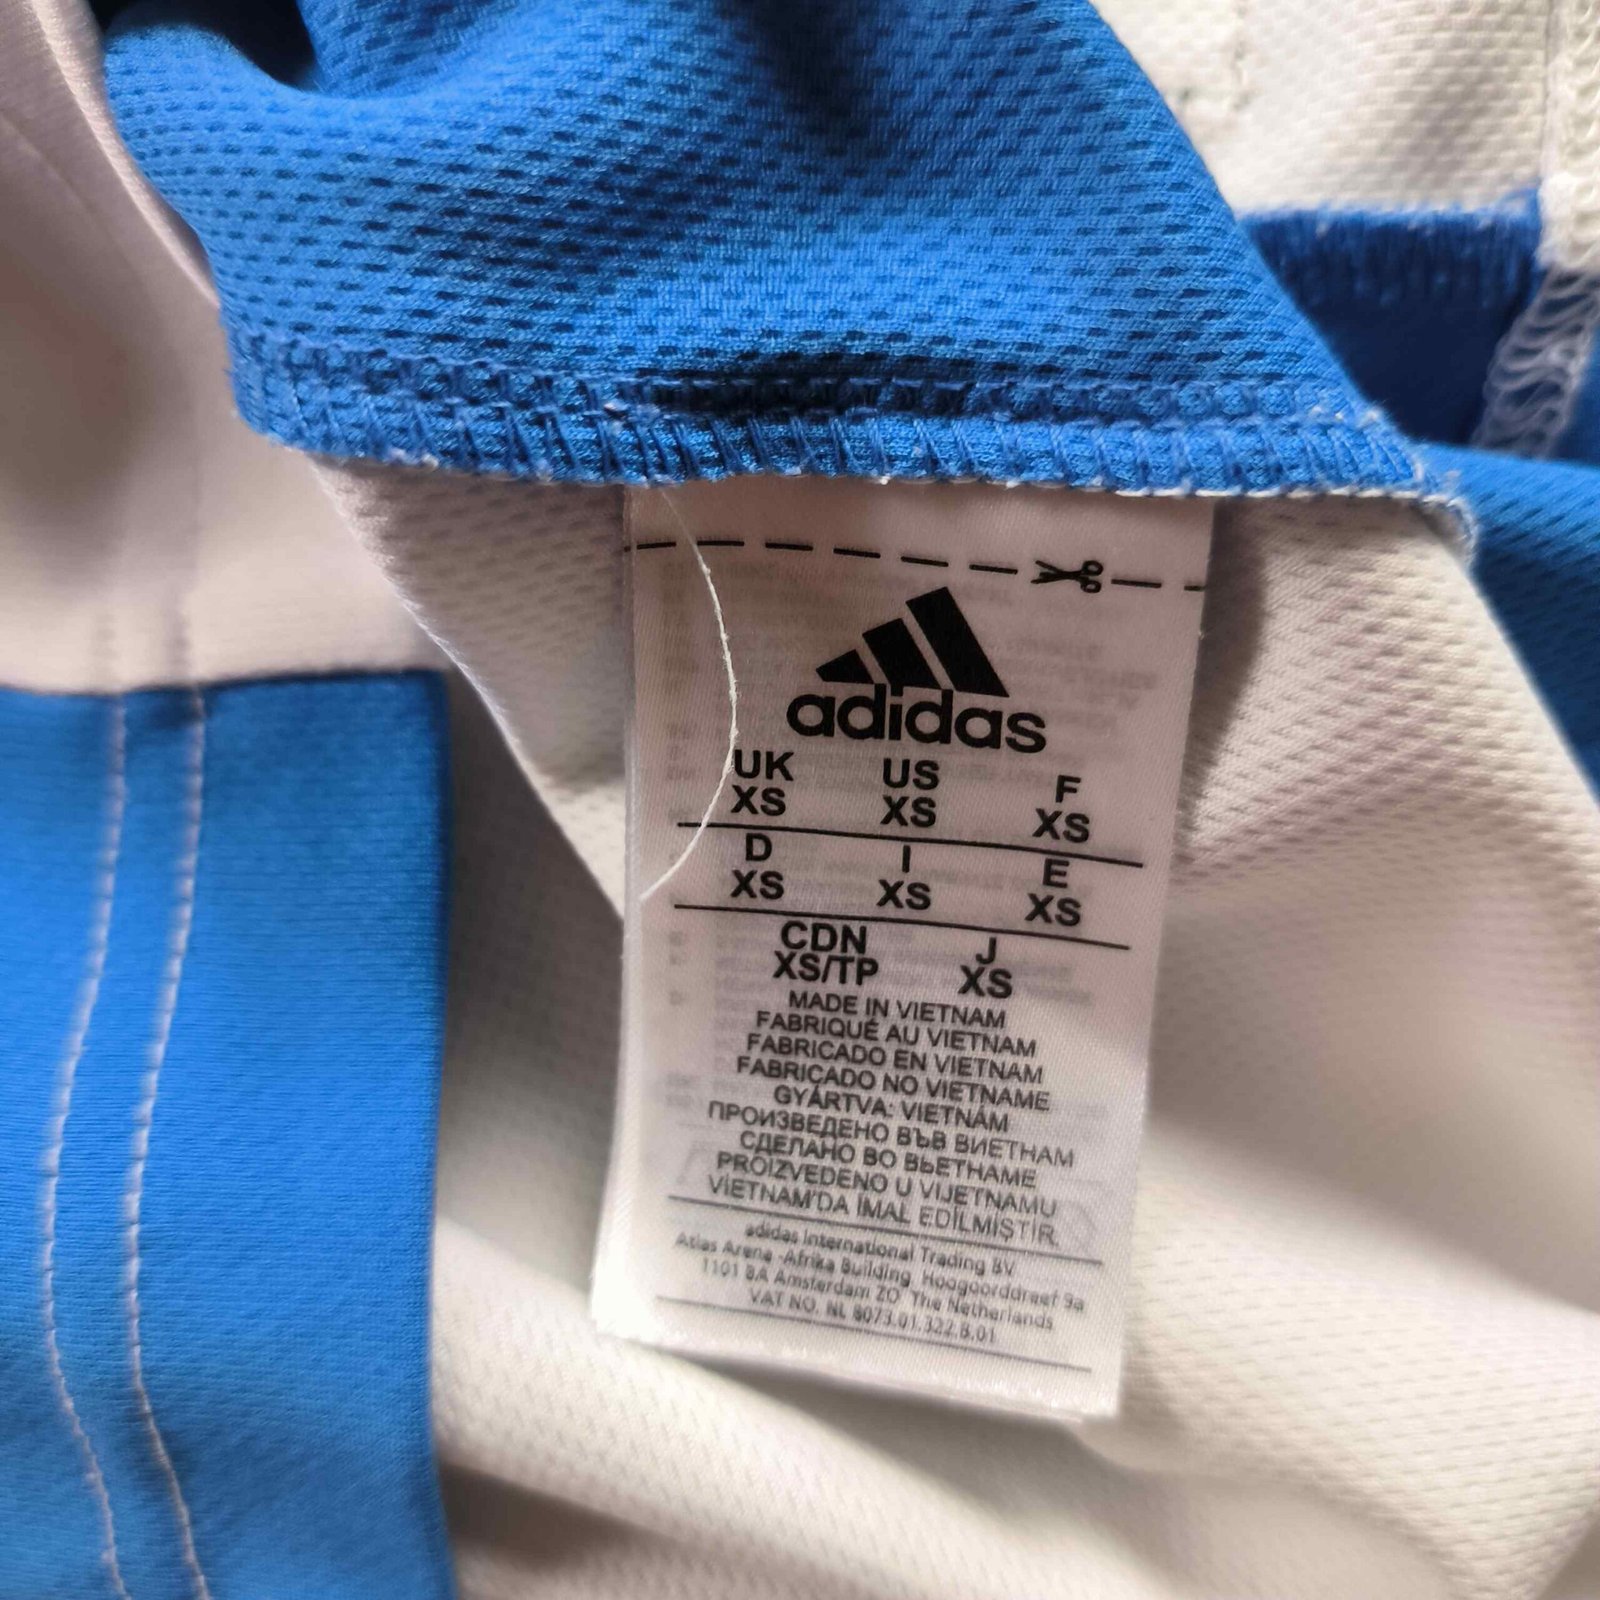 adidas
UK US F
XS XS XS
D I E
XS XS XS
CDN J
XS/TP XS
MADE IN VIETNAM
FABRIQUÉ AU VIETNAM
FABRICADO EN VIETNAM
FABRICADO NO VIETNAME
GYÁRTVA: VIETNÁM
ПРОИЗВЕДЕНО ВЪВ ВИЕТНАМ
СДЕЛАНО ВО ВЬЕТНАМЕ
PROIZVEDENO U VIJETNAMU
VİETNAM'DA İMAL EDİLMİŞTİR.
adidas International Trading BV
Atlas Arena -Afrika Building, Hoogoorddreef 9a
1101 BA Amsterdam ZO The Netherlands
VAT NO. NL 8073.01.322.B.01